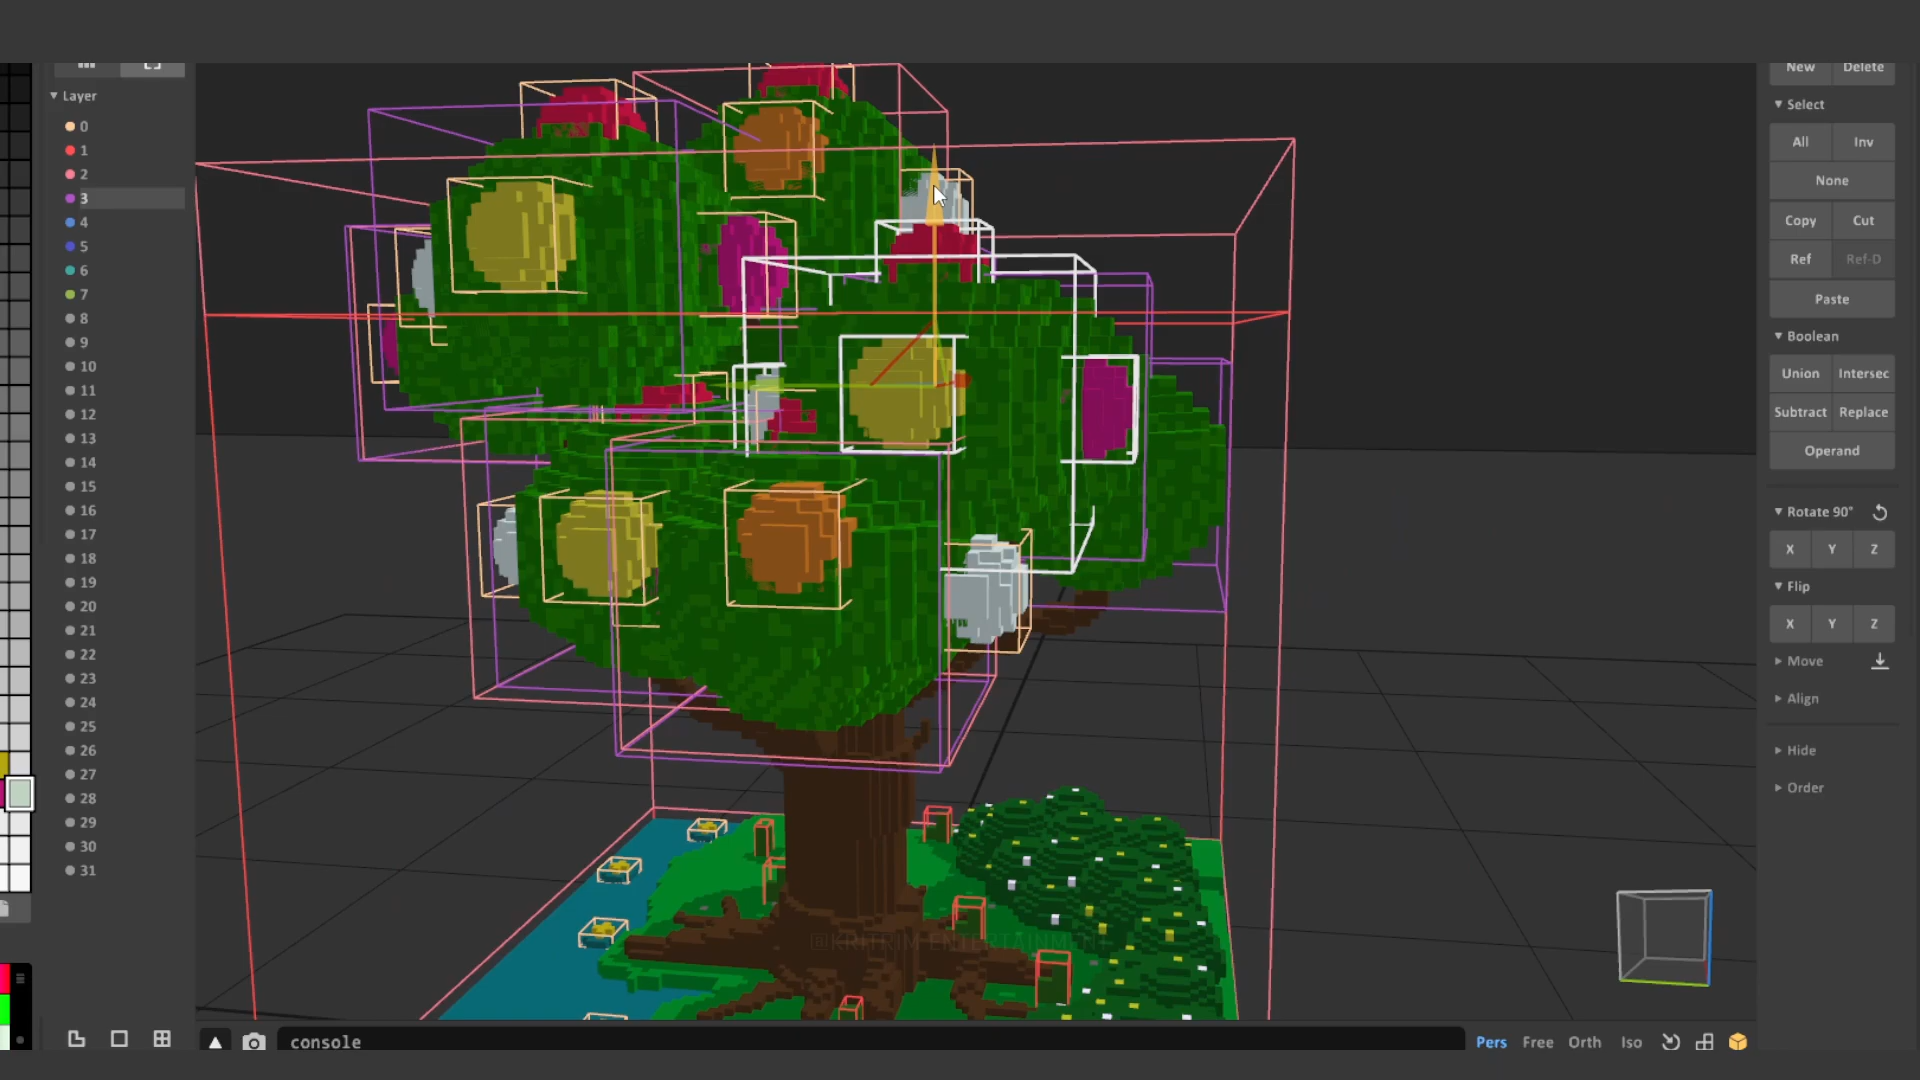 Layer
0
1
2
3
4
5
6
7
8
9
10
11
12
13
14
15
16
17
18
19
20
21
22
23
24
25
26
27
28
29
30
31
New Delete
Select
All Inv
None
Copy Cut
Ref Ref-D
Paste
Boolean
Union Intersec
Subtract Replace
Operand
Rotate 90°
X Y Z
Flip
X Y Z
Move
Align
Hide
Order
@KRITKIM ENTERTAINMENT
console
Pers Free Orth Iso